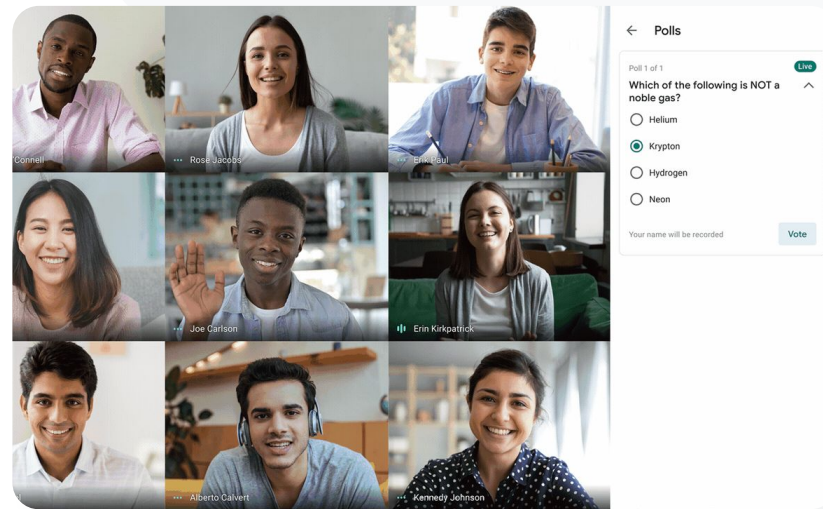 'Connell
Rose Jacobs
Erik Paul
Joe Carlson
Erin Kirkpatrick
Alberto Calvert
Kennedy Johnson
Polls
Poll 1 of 1
Live
Which of the following is NOT a
noble gas?
Helium
Krypton
Hydrogen
Neon
Your name will be recorded
Vote